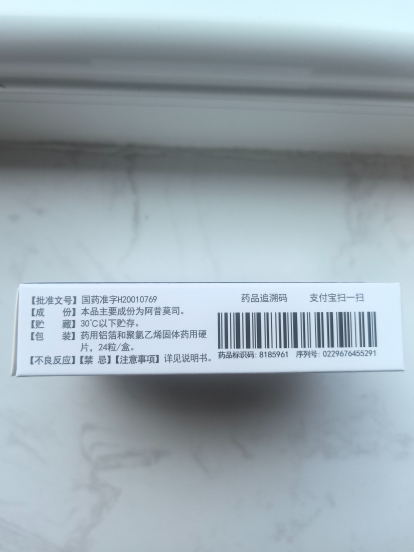 【批准文号】国药准字H20010769
【成　份】本品主要成份为阿昔莫司。
【贮　藏】30℃以下贮存。
【包　装】药用铝箔和聚氯乙烯固体药用硬
片，24粒/盒。
【不良反应】【禁 忌】【注意事项】详见说明书。
药品追溯码 支付宝扫一扫
药品标识码: 8185961 序列号: 0229676455291